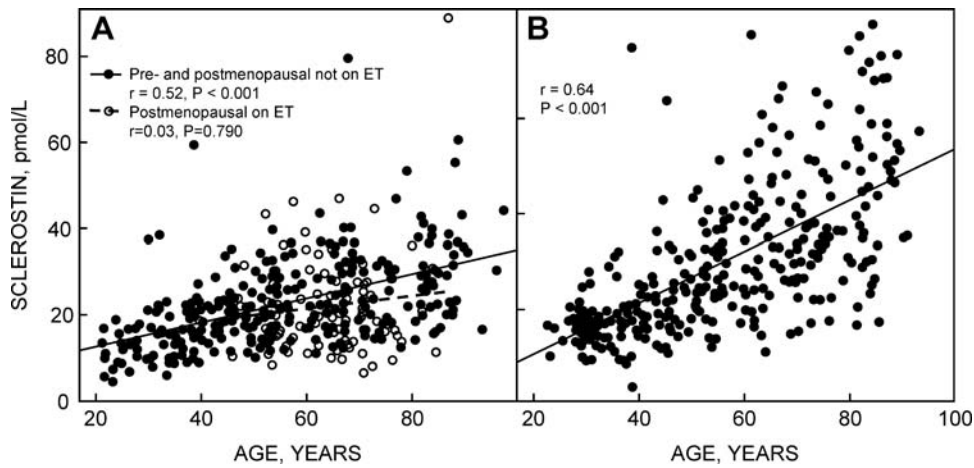 A
B
80
60
40
20
0
SCLEROSTIN, pmol/L
Pre- and postmenopausal not on ET
r = 0.52, P < 0.001
Postmenopausal on ET
r=0.03, P=0.790
r = 0.64
P < 0.001
20 40 60 80
20 40 60 80 100
AGE, YEARS
AGE, YEARS